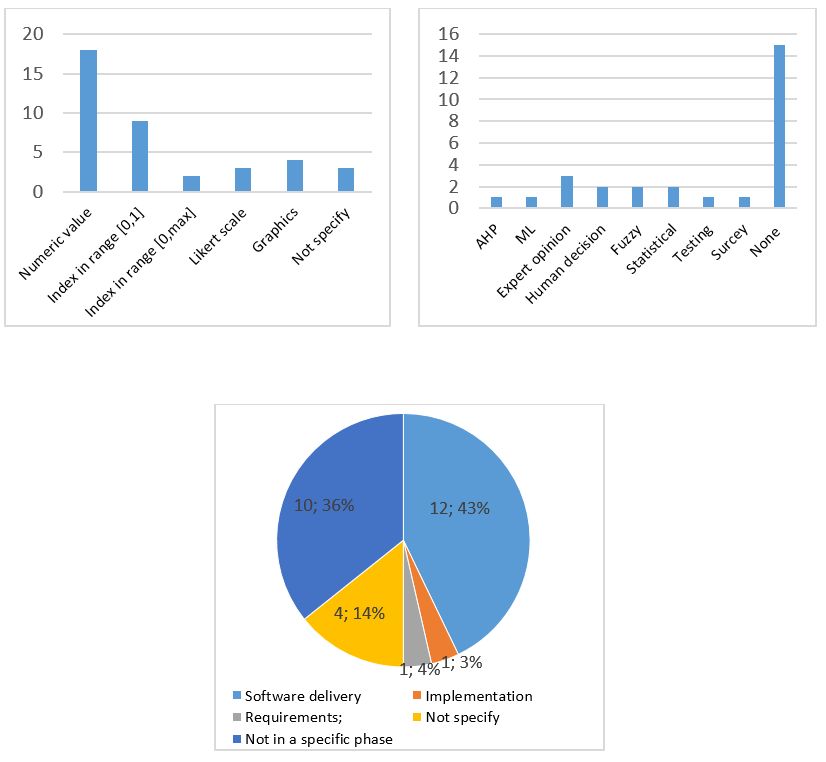 20
15
10
5
0
Numeric value
Index in range [0,1]
Index in range [0,max]
Likert scale
Graphics
Not specify
16
14
12
10
8
6
4
2
0
AHP
ML
Expert opinion
Human decision
Fuzzy
Statistical
Testing
Surcey
None
10; 36%
12; 43%
4; 14%
1; 4%
1; 3%
Software delivery
Implementation
Requirements;
Not specify
Not in a specific phase